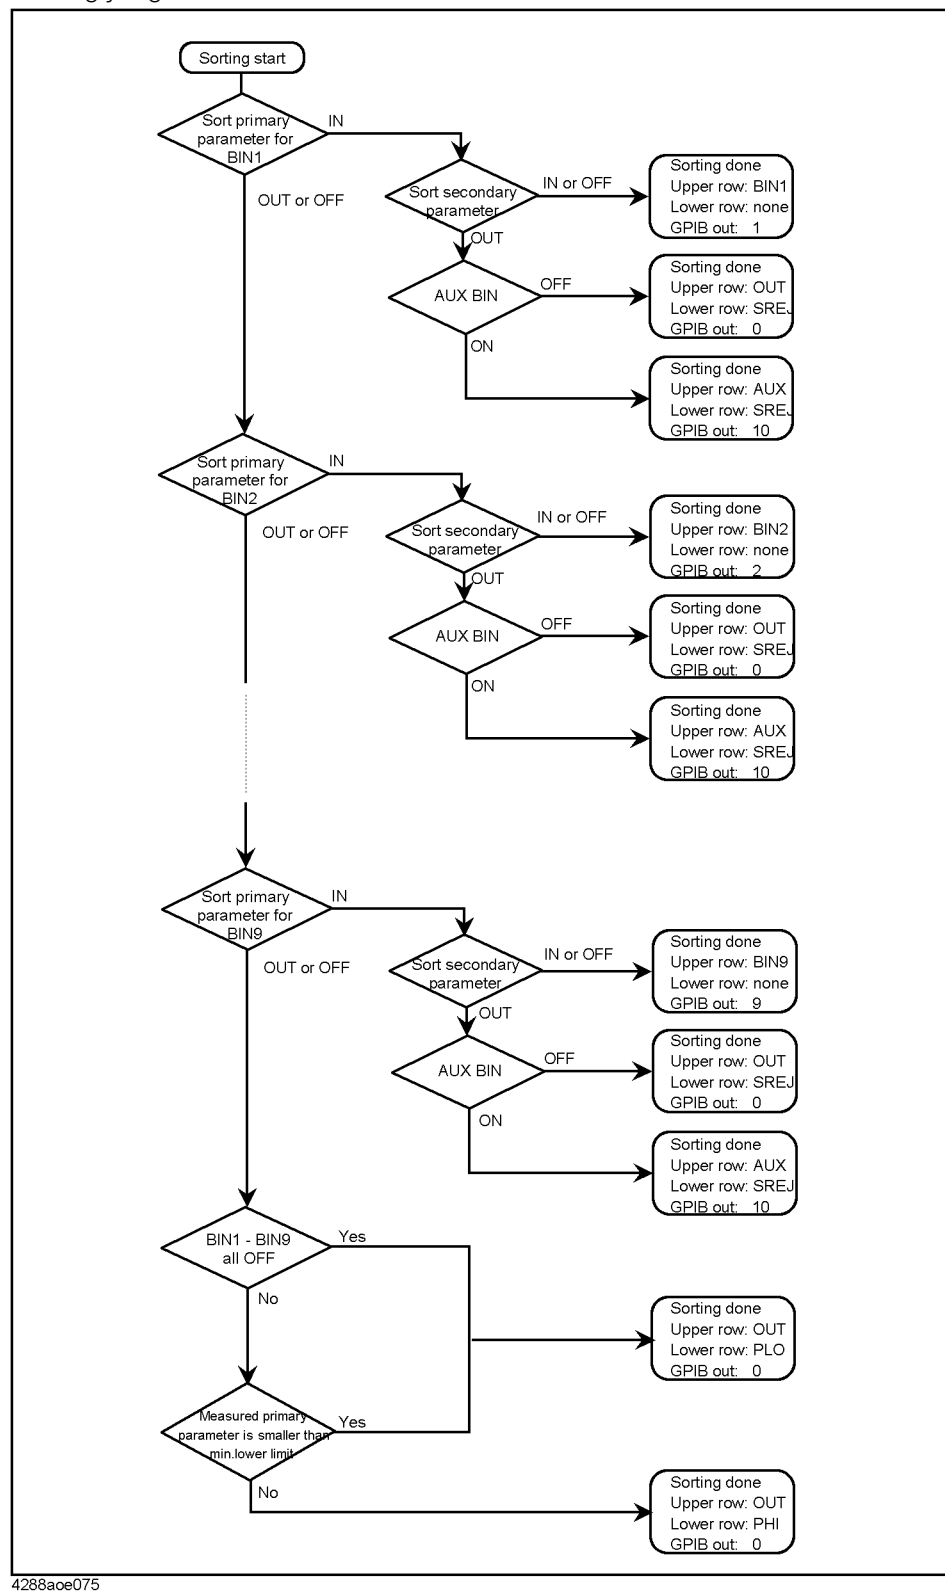 Sorting start
Sort primary
parameter for
BIN1
IN
OUT or OFF
Sort secondary
parameter
IN or OFF
OUT
Sorting done
Upper row: BIN1
Lower row: none
GPIB out: 1
AUX BIN
OFF
ON
Sorting done
Upper row: OUT
Lower row: SREJ
GPIB out: 0
Sorting done
Upper row: AUX
Lower row: SREJ
GPIB out: 10
Sort primary
parameter for
BIN2
IN
OUT or OFF
Sort secondary
parameter
IN or OFF
OUT
Sorting done
Upper row: BIN2
Lower row: none
GPIB out: 2
AUX BIN
OFF
ON
Sorting done
Upper row: OUT
Lower row: SREJ
GPIB out: 0
Sorting done
Upper row: AUX
Lower row: SREJ
GPIB out: 10
Sort primary
parameter for
BIN9
IN
OUT or OFF
Sort secondary
parameter
IN or OFF
OUT
Sorting done
Upper row: BIN9
Lower row: none
GPIB out: 9
AUX BIN
OFF
ON
Sorting done
Upper row: OUT
Lower row: SREJ
GPIB out: 0
Sorting done
Upper row: AUX
Lower row: SREJ
GPIB out: 10
BIN1 - BIN9
all OFF
Yes
No
Sorting done
Upper row: OUT
Lower row: PLO
GPIB out: 0
Measured primary
parameter is smaller than
min.lower limit
Yes
No
Sorting done
Upper row: OUT
Lower row: PHI
GPIB out: 0
4288aoe075